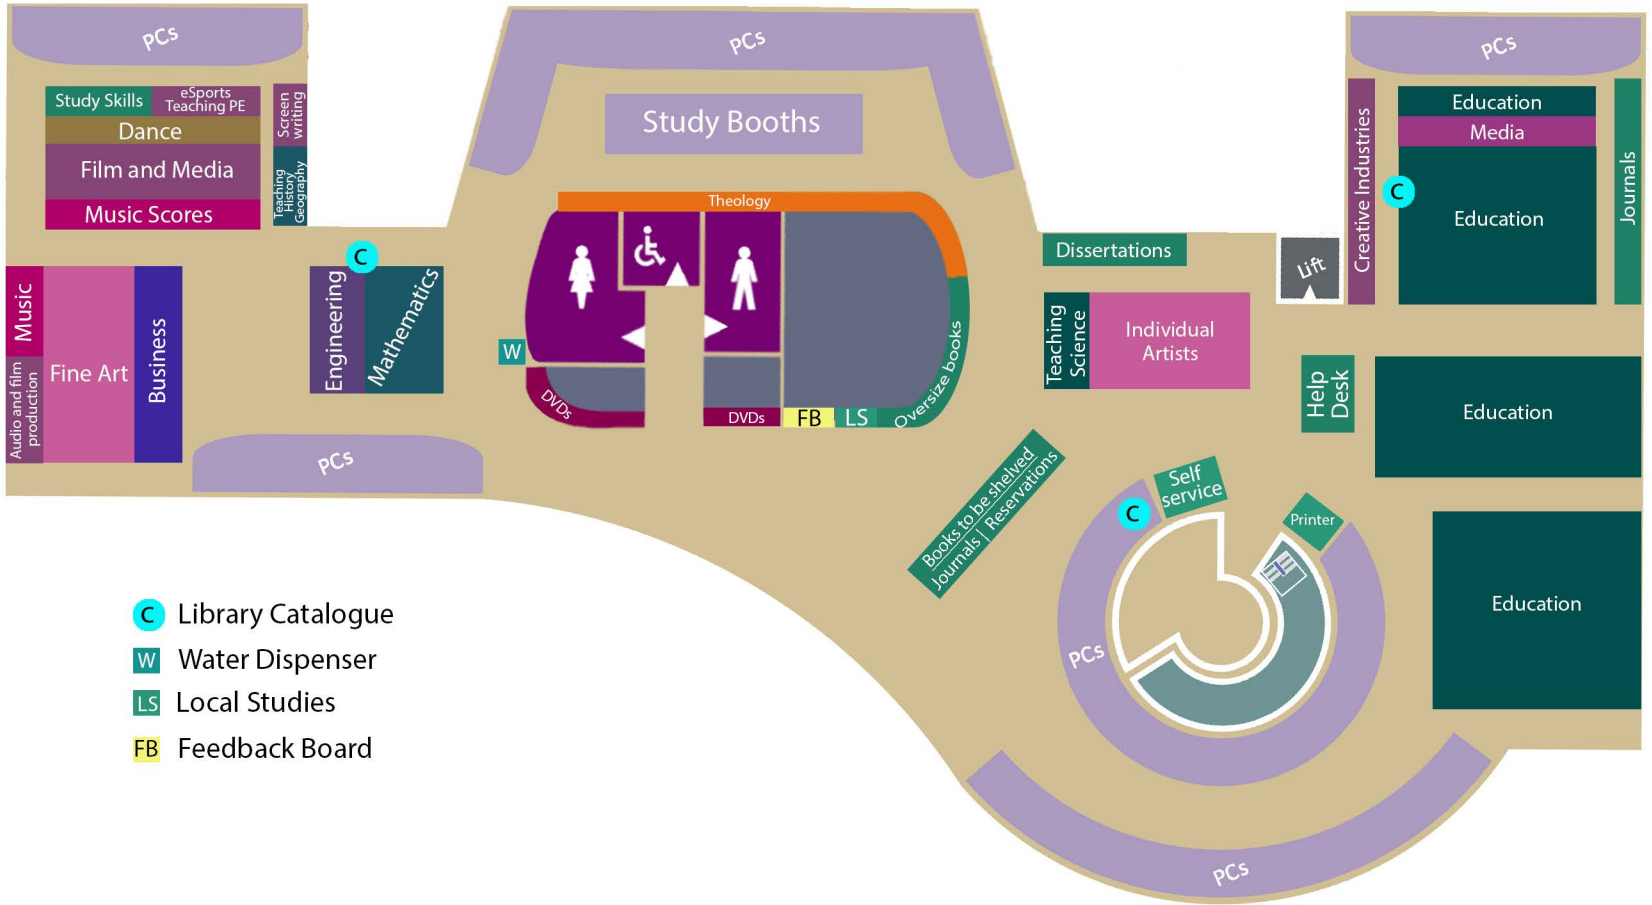 PCs
PCs
PCs
Study Skills
eSports
Teaching PE
Dance
Film and Media
Music Scores
Screen
writing
Teaching
History
Geography
Study Booths
Theology
Creative Industries
Education
Media
C
Education
Journals
Dissertations
Lift
C
Music
Audio and film
production
Fine Art
Business
Engineering
Mathematics
W
DVDs
DVDs
FB
LS
Oversize books
Teaching
Science
Individual
Artists
Help
Desk
Education
PCs
Books to be shelved
Journals | Reservations
Self
service
C
Printer
PCs
Education
PCs
C Library Catalogue
W Water Dispenser
LS Local Studies
FB Feedback Board